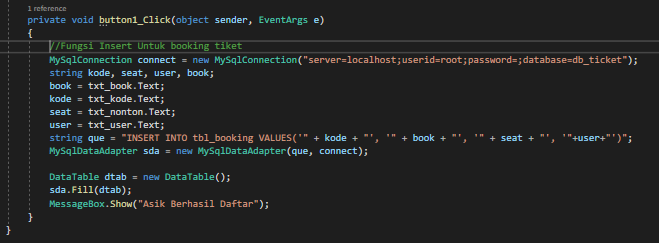 1 reference
private void button1_Click(object sender, EventArgs e)
{
//Fungsi Insert Untuk booking tiket
MySqlConnection connect = new MySqlConnection("server=localhost;userid=root;password=;database=db_ticket");
string kode, seat, user, book;
book = txt_book.Text;
kode = txt_kode.Text;
seat = txt_nonton.Text;
user = txt_user.Text;
string que = "INSERT INTO tbl_booking VALUES('" + kode + "', '" + book + "', '" + seat + "', '"+user+"')";
MySqlDataAdapter sda = new MySqlDataAdapter(que, connect);
DataTable dtab = new DataTable();
sda.Fill(dtab);
MessageBox.Show("Asik Berhasil Daftar");
}
}